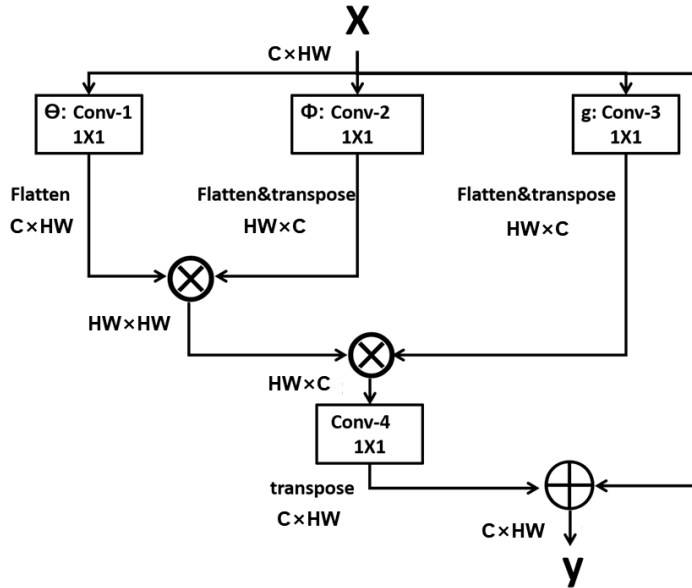 X
C×HW
Θ: Conv-1
1X1
Φ: Conv-2
1X1
g: Conv-3
1X1
Flatten
C×HW
Flatten&transpose
HW×C
Flatten&transpose
HW×C
HW×HW
HW×C
Conv-4
1X1
transpose
C×HW
C×HW
y